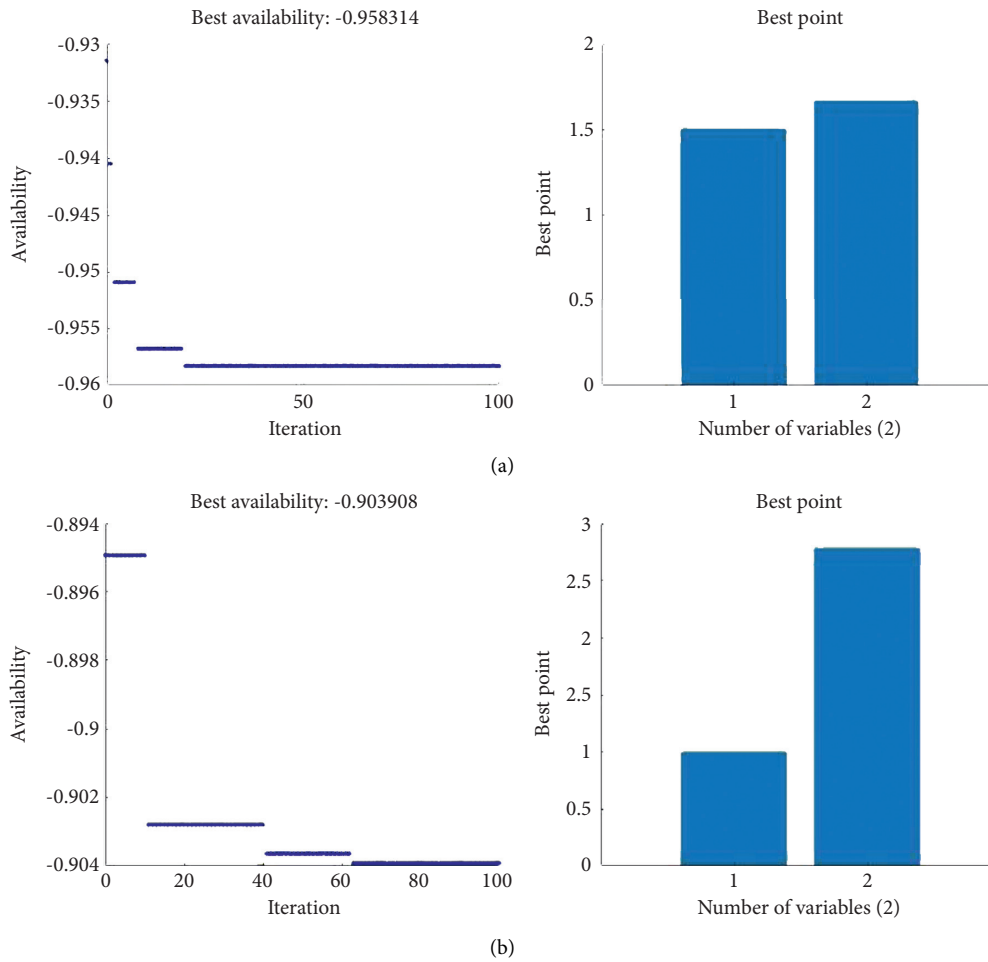 Best availability: -0.958314
-0.93
-0.935
-0.94
-0.945
-0.95
-0.955
-0.96
Availability
0
50
100
Iteration
Best point
2
1.5
1
0.5
0
Best point
1
2
Number of variables (2)
(a)
Best availability: -0.903908
-0.894
-0.896
-0.898
-0.9
-0.902
-0.904
Availability
0
20
40
60
80
100
Iteration
Best point
3
2.5
2
2.5
1
0.5
0
Best point
1
2
Number of variables (2)
(b)